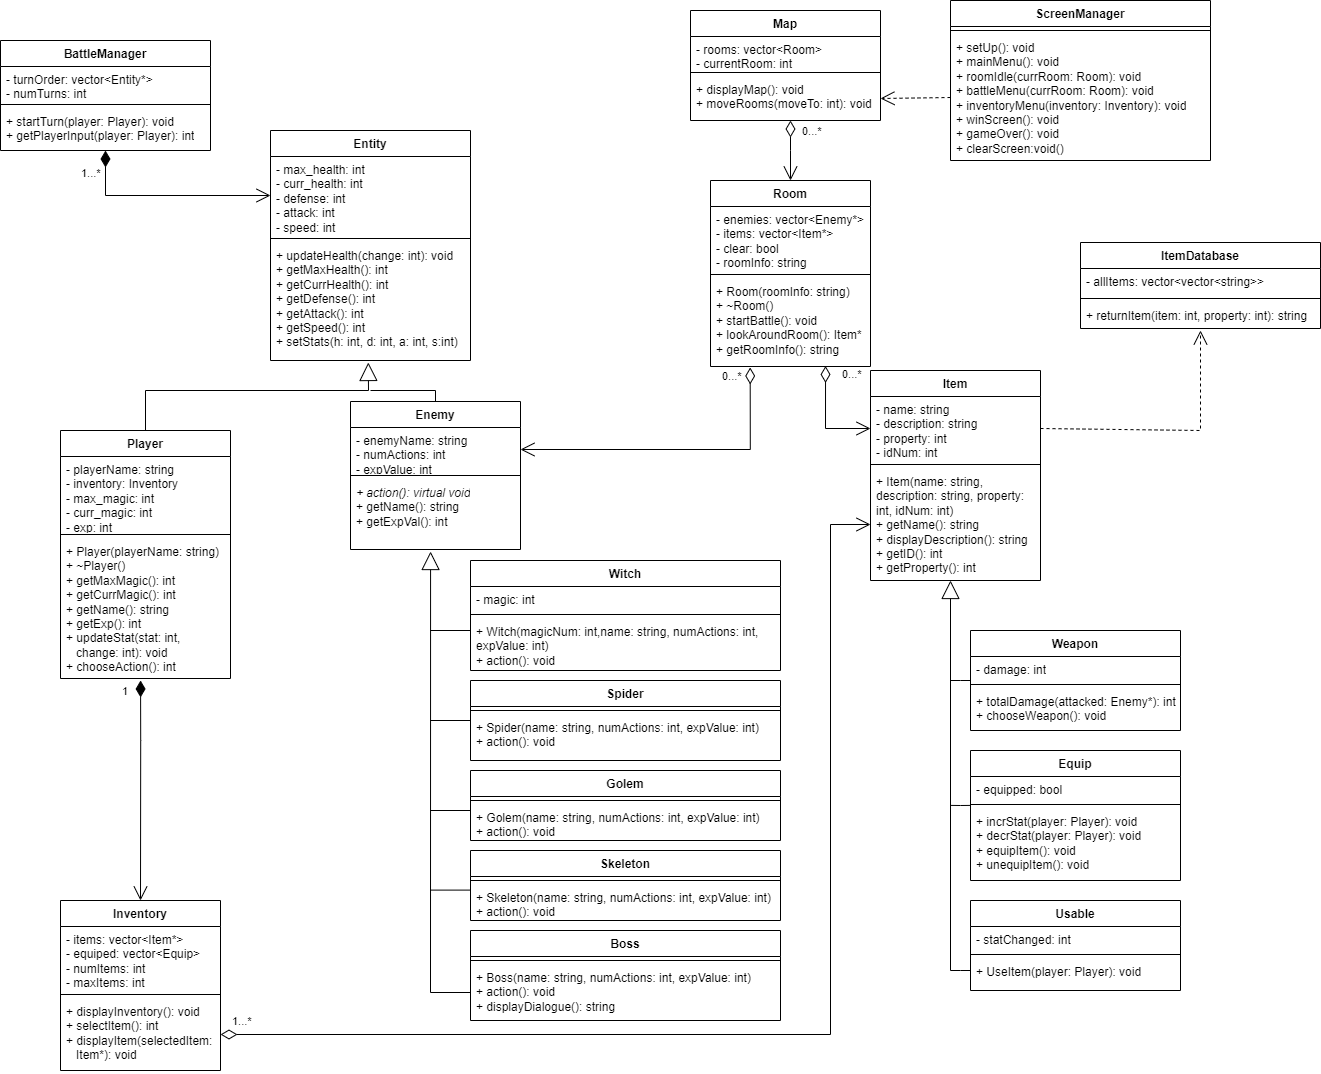 BattleManager
- turnOrder: vector<Entity*>
- numTurns: int
+ startTurn(player: Player): void
+ getPlayerInput(player: Player): int
1...*
Entity
- max_health: int
- curr_health: int
- defense: int
- attack: int
- speed: int
+ updateHealth(change: int): void
+ getMaxHealth(): int
+ getCurrHealth(): int
+ getDefense(): int
+ getAttack(): int
+ getSpeed(): int
+ setStats(h: int, d: int, a: int, s:int)
Map
- rooms: vector<Room>
- currentRoom: int
+ displayMap(): void
+ moveRooms(moveTo: int): void
0...*
ScreenManager
+ setUp(): void
+ mainMenu(): void
+ roomIdle(currRoom: Room): void
+ battleMenu(currRoom: Room): void
+ inventoryMenu(inventory: Inventory): void
+ winScreen(): void
+ gameOver(): void
+ clearScreen:void()
Room
- enemies: vector<Enemy*>
- items: vector<Item*>
- clear: bool
- roomInfo: string
+ Room(roomInfo: string)
+ ~Room()
+ startBattle(): void
+ lookAroundRoom(): Item*
+ getRoomInfo(): string
0...*
0...*
ItemDatabase
- allItems: vector<vector<string>>
+ returnItem(item: int, property: int): string
Player
- playerName: string
- inventory: Inventory
- max_magic: int
- curr_magic: int
- exp: int
+ Player(playerName: string)
+ ~Player()
+ getMaxMagic(): int
+ getCurrMagic(): int
+ getName(): string
+ getExp(): int
+ updateStat(stat: int,
change: int): void
+ chooseAction(): int
1
Enemy
- enemyName: string
- numActions: int
- expValue: int
+ action(): virtual void
+ getName(): string
+ getExpVal(): int
Item
- name: string
- description: string
- property: int
- idNum: int
+ Item(name: string,
description: string, property:
int, idNum: int)
+ getName(): string
+ displayDescription(): string
+ getID(): int
+ getProperty(): int
Witch
- magic: int
+ Witch(magicNum: int,name: string, numActions: int,
expValue: int)
+ action(): void
Spider
+ Spider(name: string, numActions: int, expValue: int)
+ action(): void
Golem
+ Golem(name: string, numActions: int, expValue: int)
+ action(): void
Skeleton
+ Skeleton(name: string, numActions: int, expValue: int)
+ action(): void
Boss
+ Boss(name: string, numActions: int, expValue: int)
+ action(): void
+ displayDialogue(): string
Weapon
- damage: int
+ totalDamage(attacked: Enemy*): int
+ chooseWeapon(): void
Equip
- equipped: bool
+ incrStat(player: Player): void
+ decrStat(player: Player): void
+ equipItem(): void
+ unequipItem(): void
Usable
- statChanged: int
+ UseItem(player: Player): void
Inventory
- items: vector<Item*>
- equiped: vector<Equip>
- numItems: int
- maxItems: int
+ displayInventory(): void
+ selectItem(): int
+ displayItem(selectedItem:
Item*): void
1...*